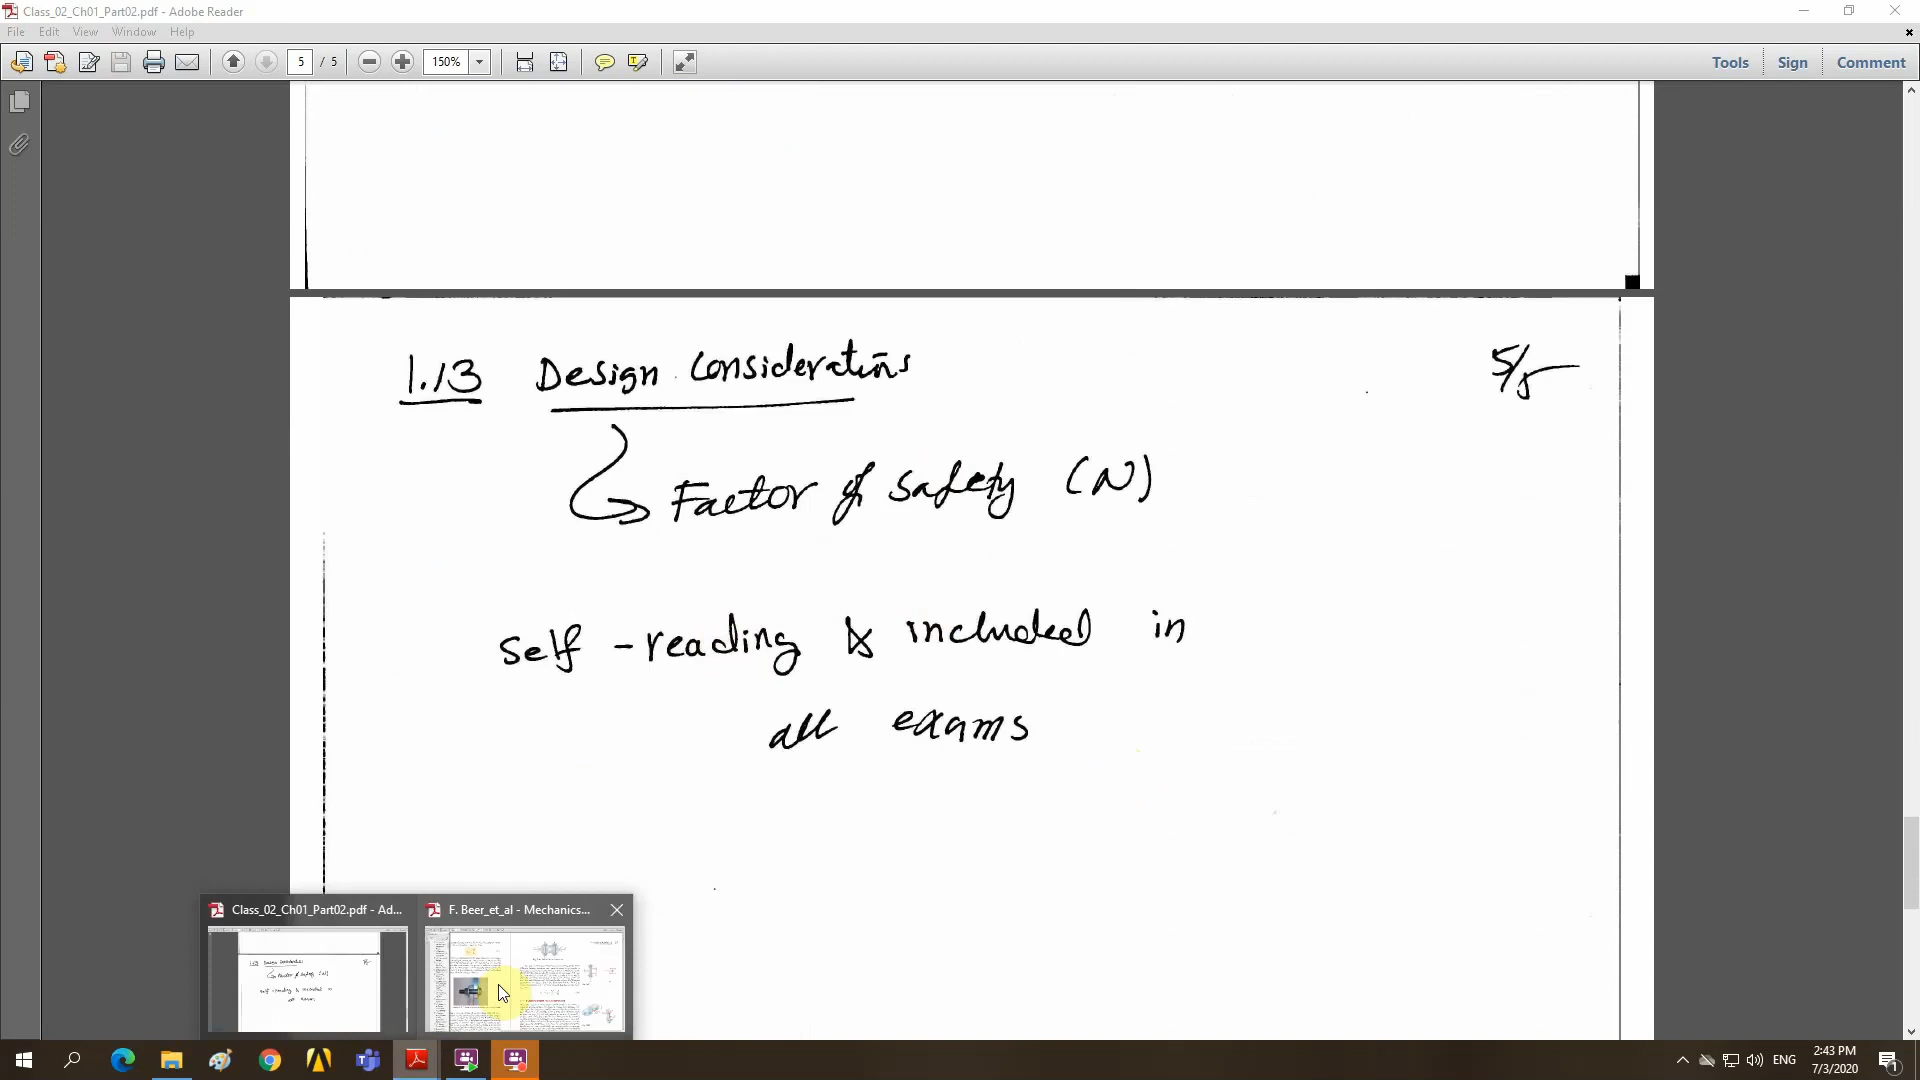 Class_02_Ch01_Part02.pdf - Adobe Reader
File Edit View Window Help
5 / 5 150% Tools Sign Comment
1.13 Design Considerations 5/5
Factor of safety (N)
self-reading & included in
all exams
Class_02_Ch01_Part02.pdf - Ad... F. Beer_et_al - Mechanics...
ENG 2:43 PM
7/3/2020 1